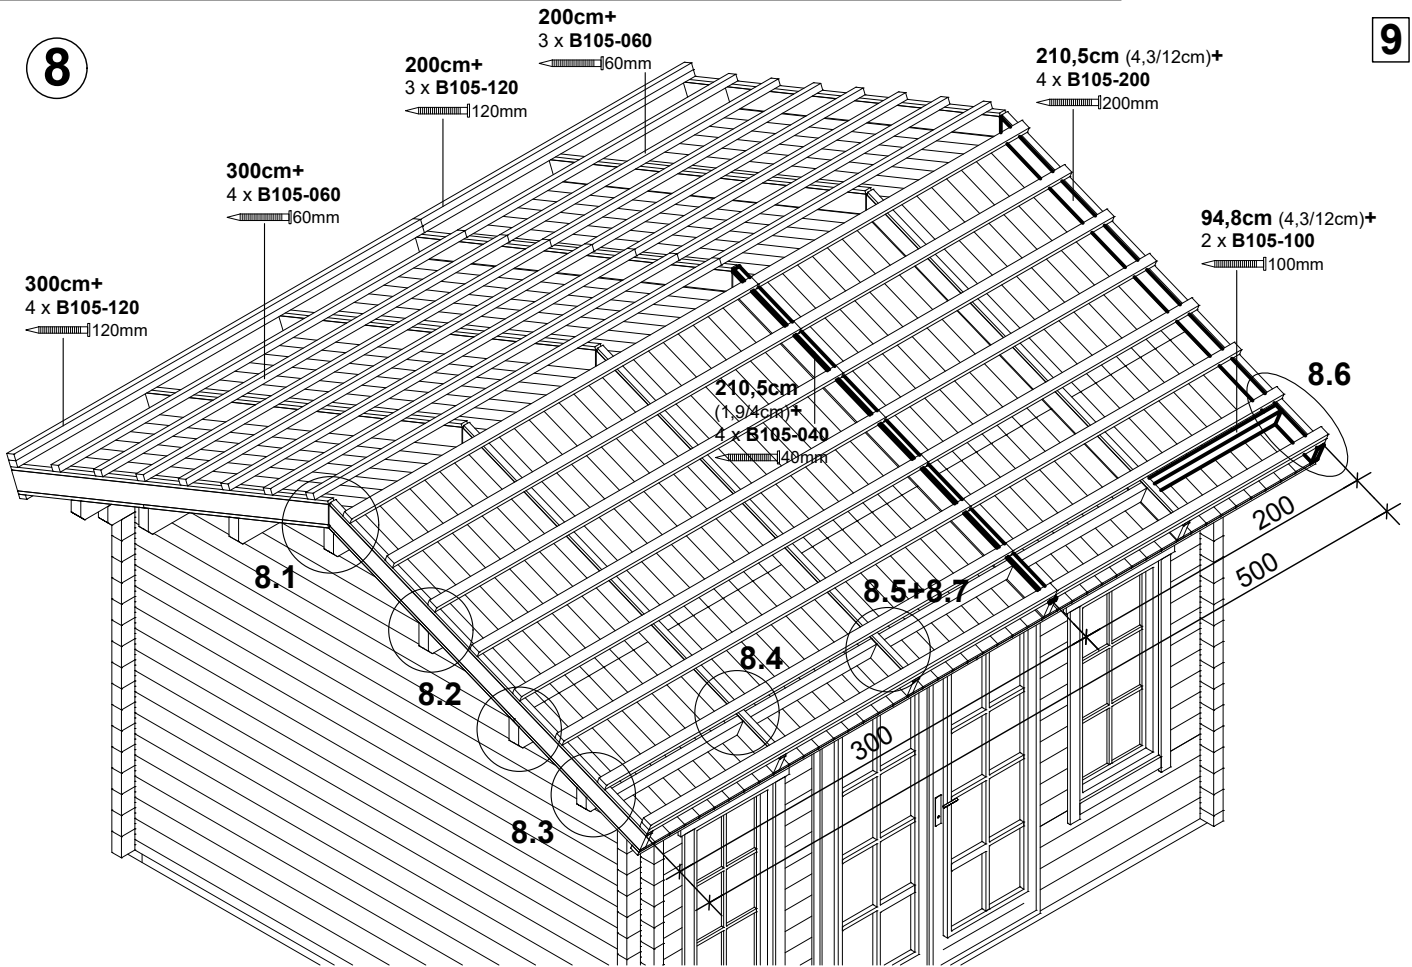 8
200cm+
3 x B105-060
60mm
9
200cm+
3 x B105-120
120mm
210,5cm (4,3/12cm)+
4 x B105-200
200mm
300cm+
4 x B105-060
60mm
94,8cm (4,3/12cm)+
2 x B105-100
100mm
300cm+
4 x B105-120
120mm
8.6
210,5cm
(1,9/4cm)+
4 x B105-040
40mm
200
500
8.1
8.5+8.7
8.4
8.2
300
8.3